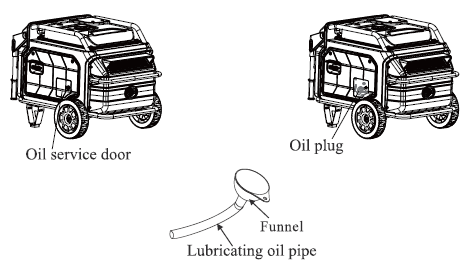 Oil service door
Oil plug
Funnel
Lubricating oil pipe